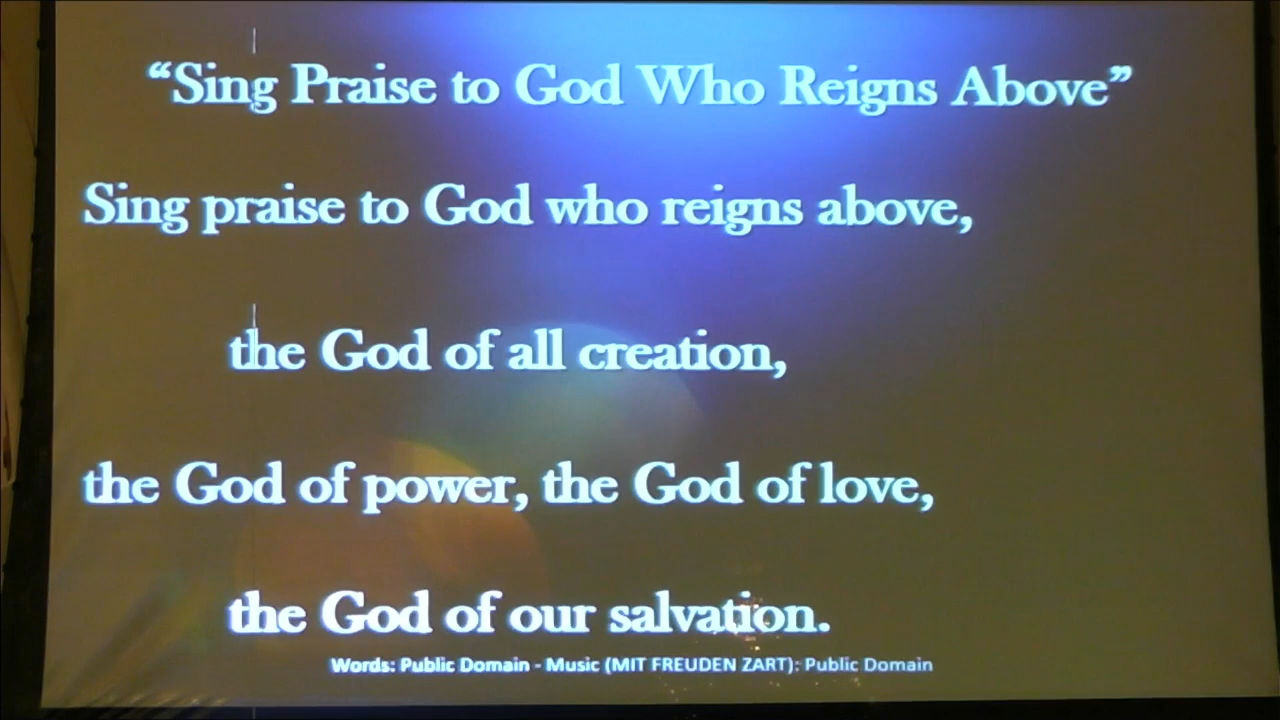 “Sing Praise to God Who Reigns Above”
Sing praise to God who reigns above,
the God of all creation,
the God of power, the God of love,
the God of our salvation.
Words: Public Domain - Music (MIT FREUDEN ZART): Public Domain